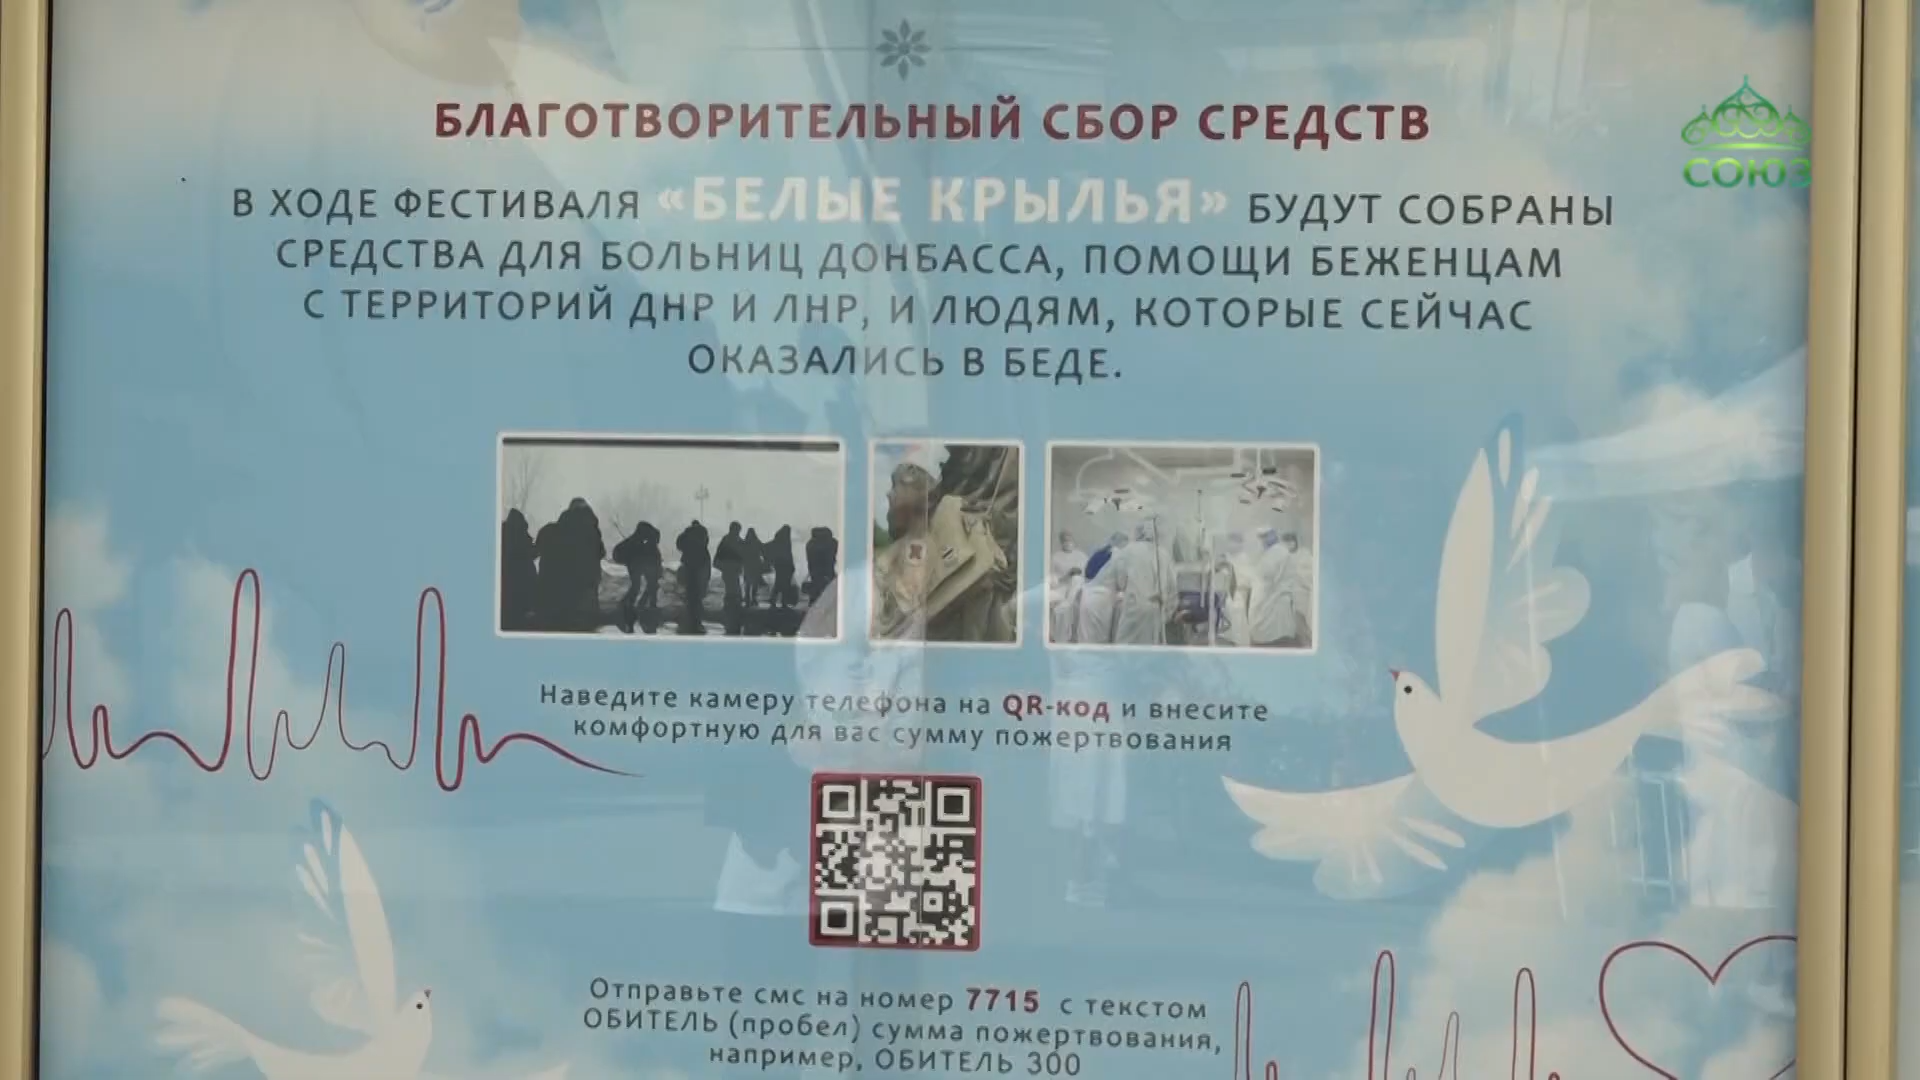 БЛАГОТВОРИТЕЛЬНЫЙ СБОР СРЕДСТВ
СОЮЗ
В ХОДЕ ФЕСТИВАЛЯ «БЕЛЫЕ КРЫЛЬЯ» БУДУТ СОБРАНЫ
СРЕДСТВА ДЛЯ БОЛЬНИЦ ДОНБАССА, ПОМОЩИ БЕЖЕНЦАМ
С ТЕРРИТОРИЙ ДНР И ЛНР, И ЛЮДЯМ, КОТОРЫЕ СЕЙЧАС
ОКАЗАЛИСЬ В БЕДЕ.
Наведите камеру телефона на QR-код и внесите
комфортную для вас сумму пожертвования
Отправьте смс на номер 7715 с текстом
ОБИТЕЛЬ (пробел) сумма пожертвования,
например, ОБИТЕЛЬ 300